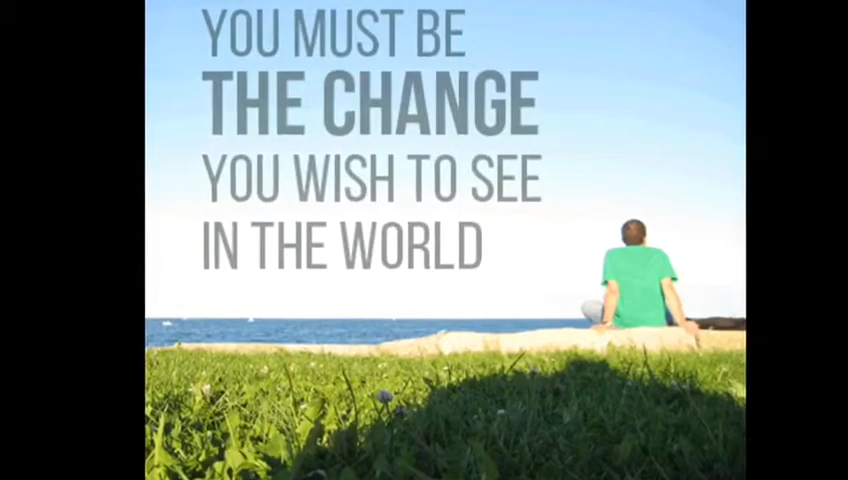 YOU MUST BE
THE CHANGE
YOU WISH TO SEE
IN THE WORLD